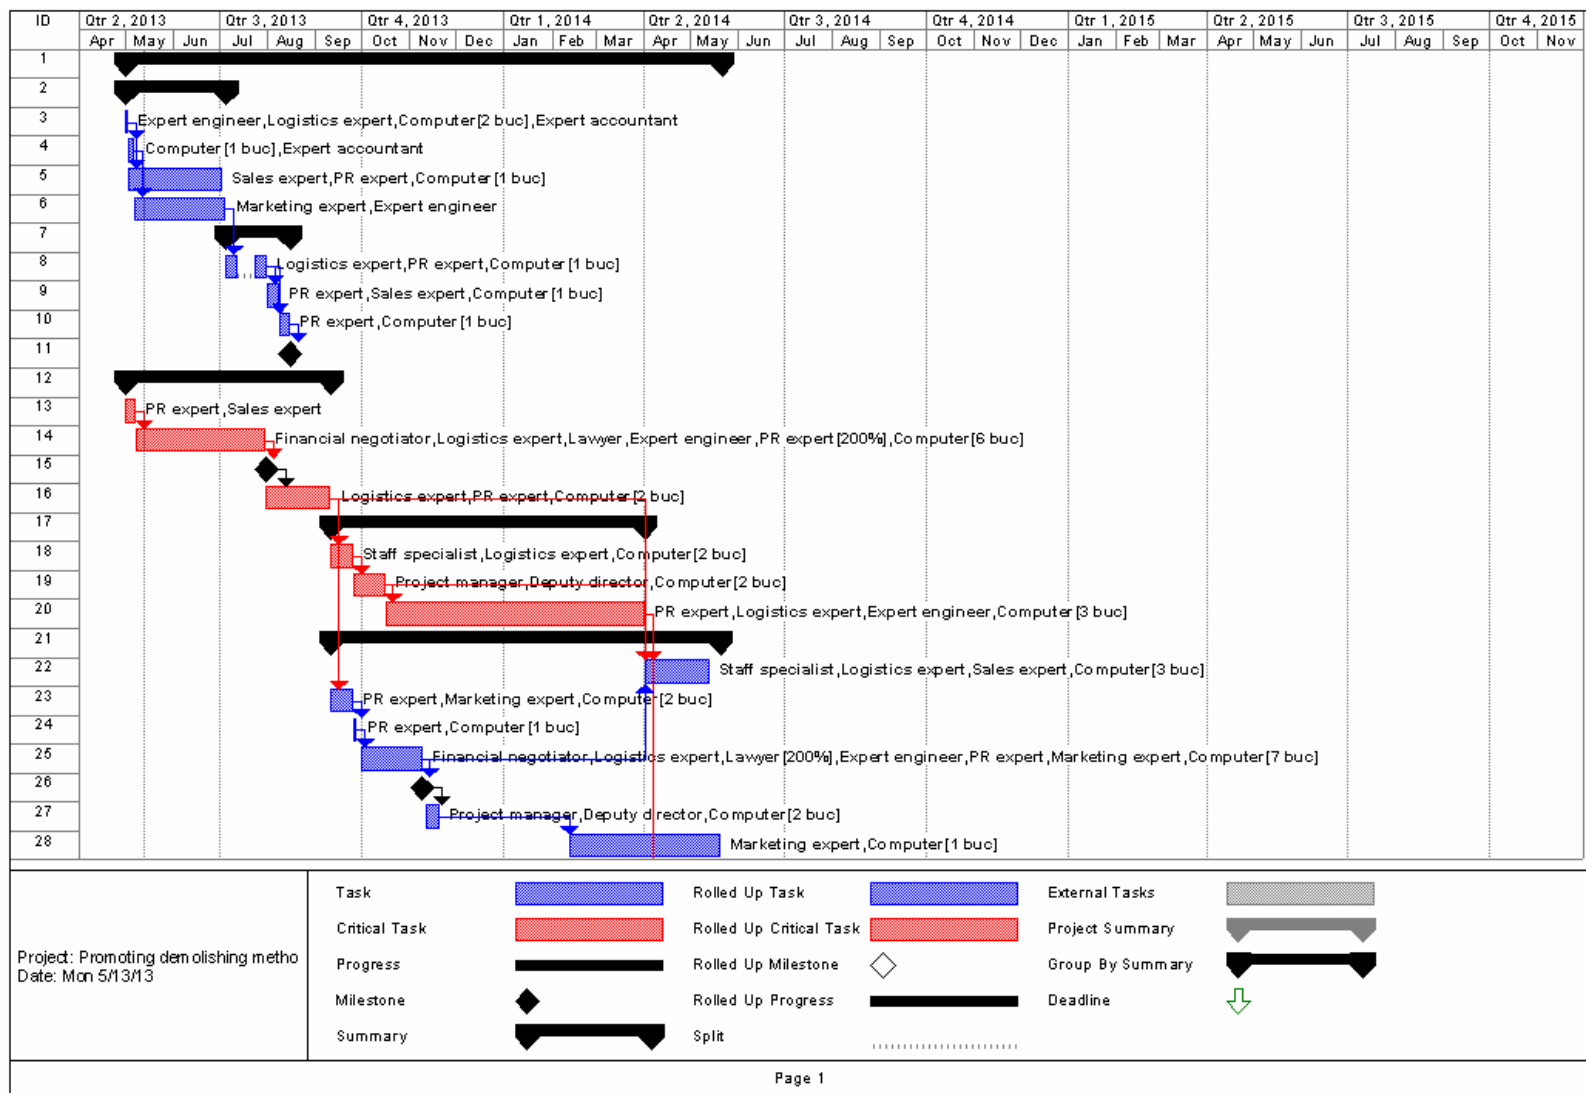 ID Qtr 2, 2013 Qtr 3, 2013 Qtr 4, 2013 Qtr 1, 2014 Qtr 2, 2014 Qtr 3, 2014 Qtr 4, 2014 Qtr 1, 2015 Qtr 2, 2015 Qtr 3, 2015 Qtr 4, 2015
Apr May Jun Jul Aug Sep Oct Nov Dec Jan Feb Mar Apr May Jun Jul Aug Sep Oct Nov Dec Jan Feb Mar Apr May Jun Jul Aug Sep Oct Nov
1
2
3 Expert engineer,Logistics expert,Computer[2 buc],Expert accountant
4 Computer[1 buc],Expert accountant
5 Sales expert,PR expert,Computer[1 buc]
6 Marketing expert,Expert engineer
7
8 Logistics expert,PR expert,Computer[1 buc]
9 PR expert,Sales expert,Computer[1 buc]
10 PR expert,Computer[1 buc]
11
12
13 PR expert,Sales expert
14 Financial negotiator,Logistics expert,Lawyer,Expert engineer,PR expert[200%],Computer[6 buc]
15
16 Logistics expert,PR expert,Computer[2 buc]
17
18 Staff specialist,Logistics expert,Computer[2 buc]
19 Project manager,Deputy director,Computer[2 buc]
20 PR expert,Logistics expert,Expert engineer,Computer[3 buc]
21
22 Staff specialist,Logistics expert,Sales expert,Computer[3 buc]
23 PR expert,Marketing expert,Computer[2 buc]
24 PR expert,Computer[1 buc]
25 Financial negotiator,Logistics expert,Lawyer[200%],Expert engineer,PR expert,Marketing expert,Computer[7 buc]
26
27 Project manager,Deputy director,Computer[2 buc]
28 Marketing expert,Computer[1 buc]
Project: Promoting demolishing metho
Date: Mon 5/13/13
Task Rolled Up Task External Tasks
Critical Task Rolled Up Critical Task Project Summary
Progress Rolled Up Milestone Group By Summary
Milestone Rolled Up Progress Deadline
Summary Split
Page 1